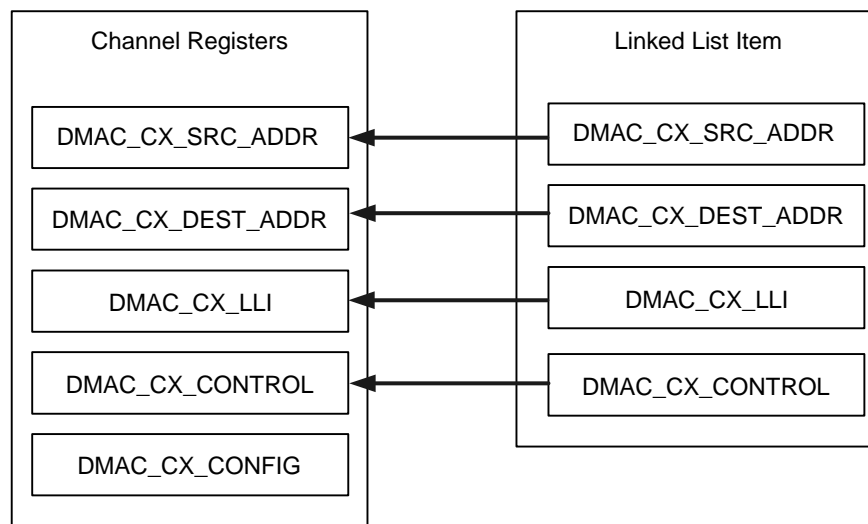 Channel Registers
DMAC_CX_SRC_ADDR
DMAC_CX_DEST_ADDR
DMAC_CX_LLI
DMAC_CX_CONTROL
DMAC_CX_CONFIG
Linked List Item
DMAC_CX_SRC_ADDR
DMAC_CX_DEST_ADDR
DMAC_CX_LLI
DMAC_CX_CONTROL